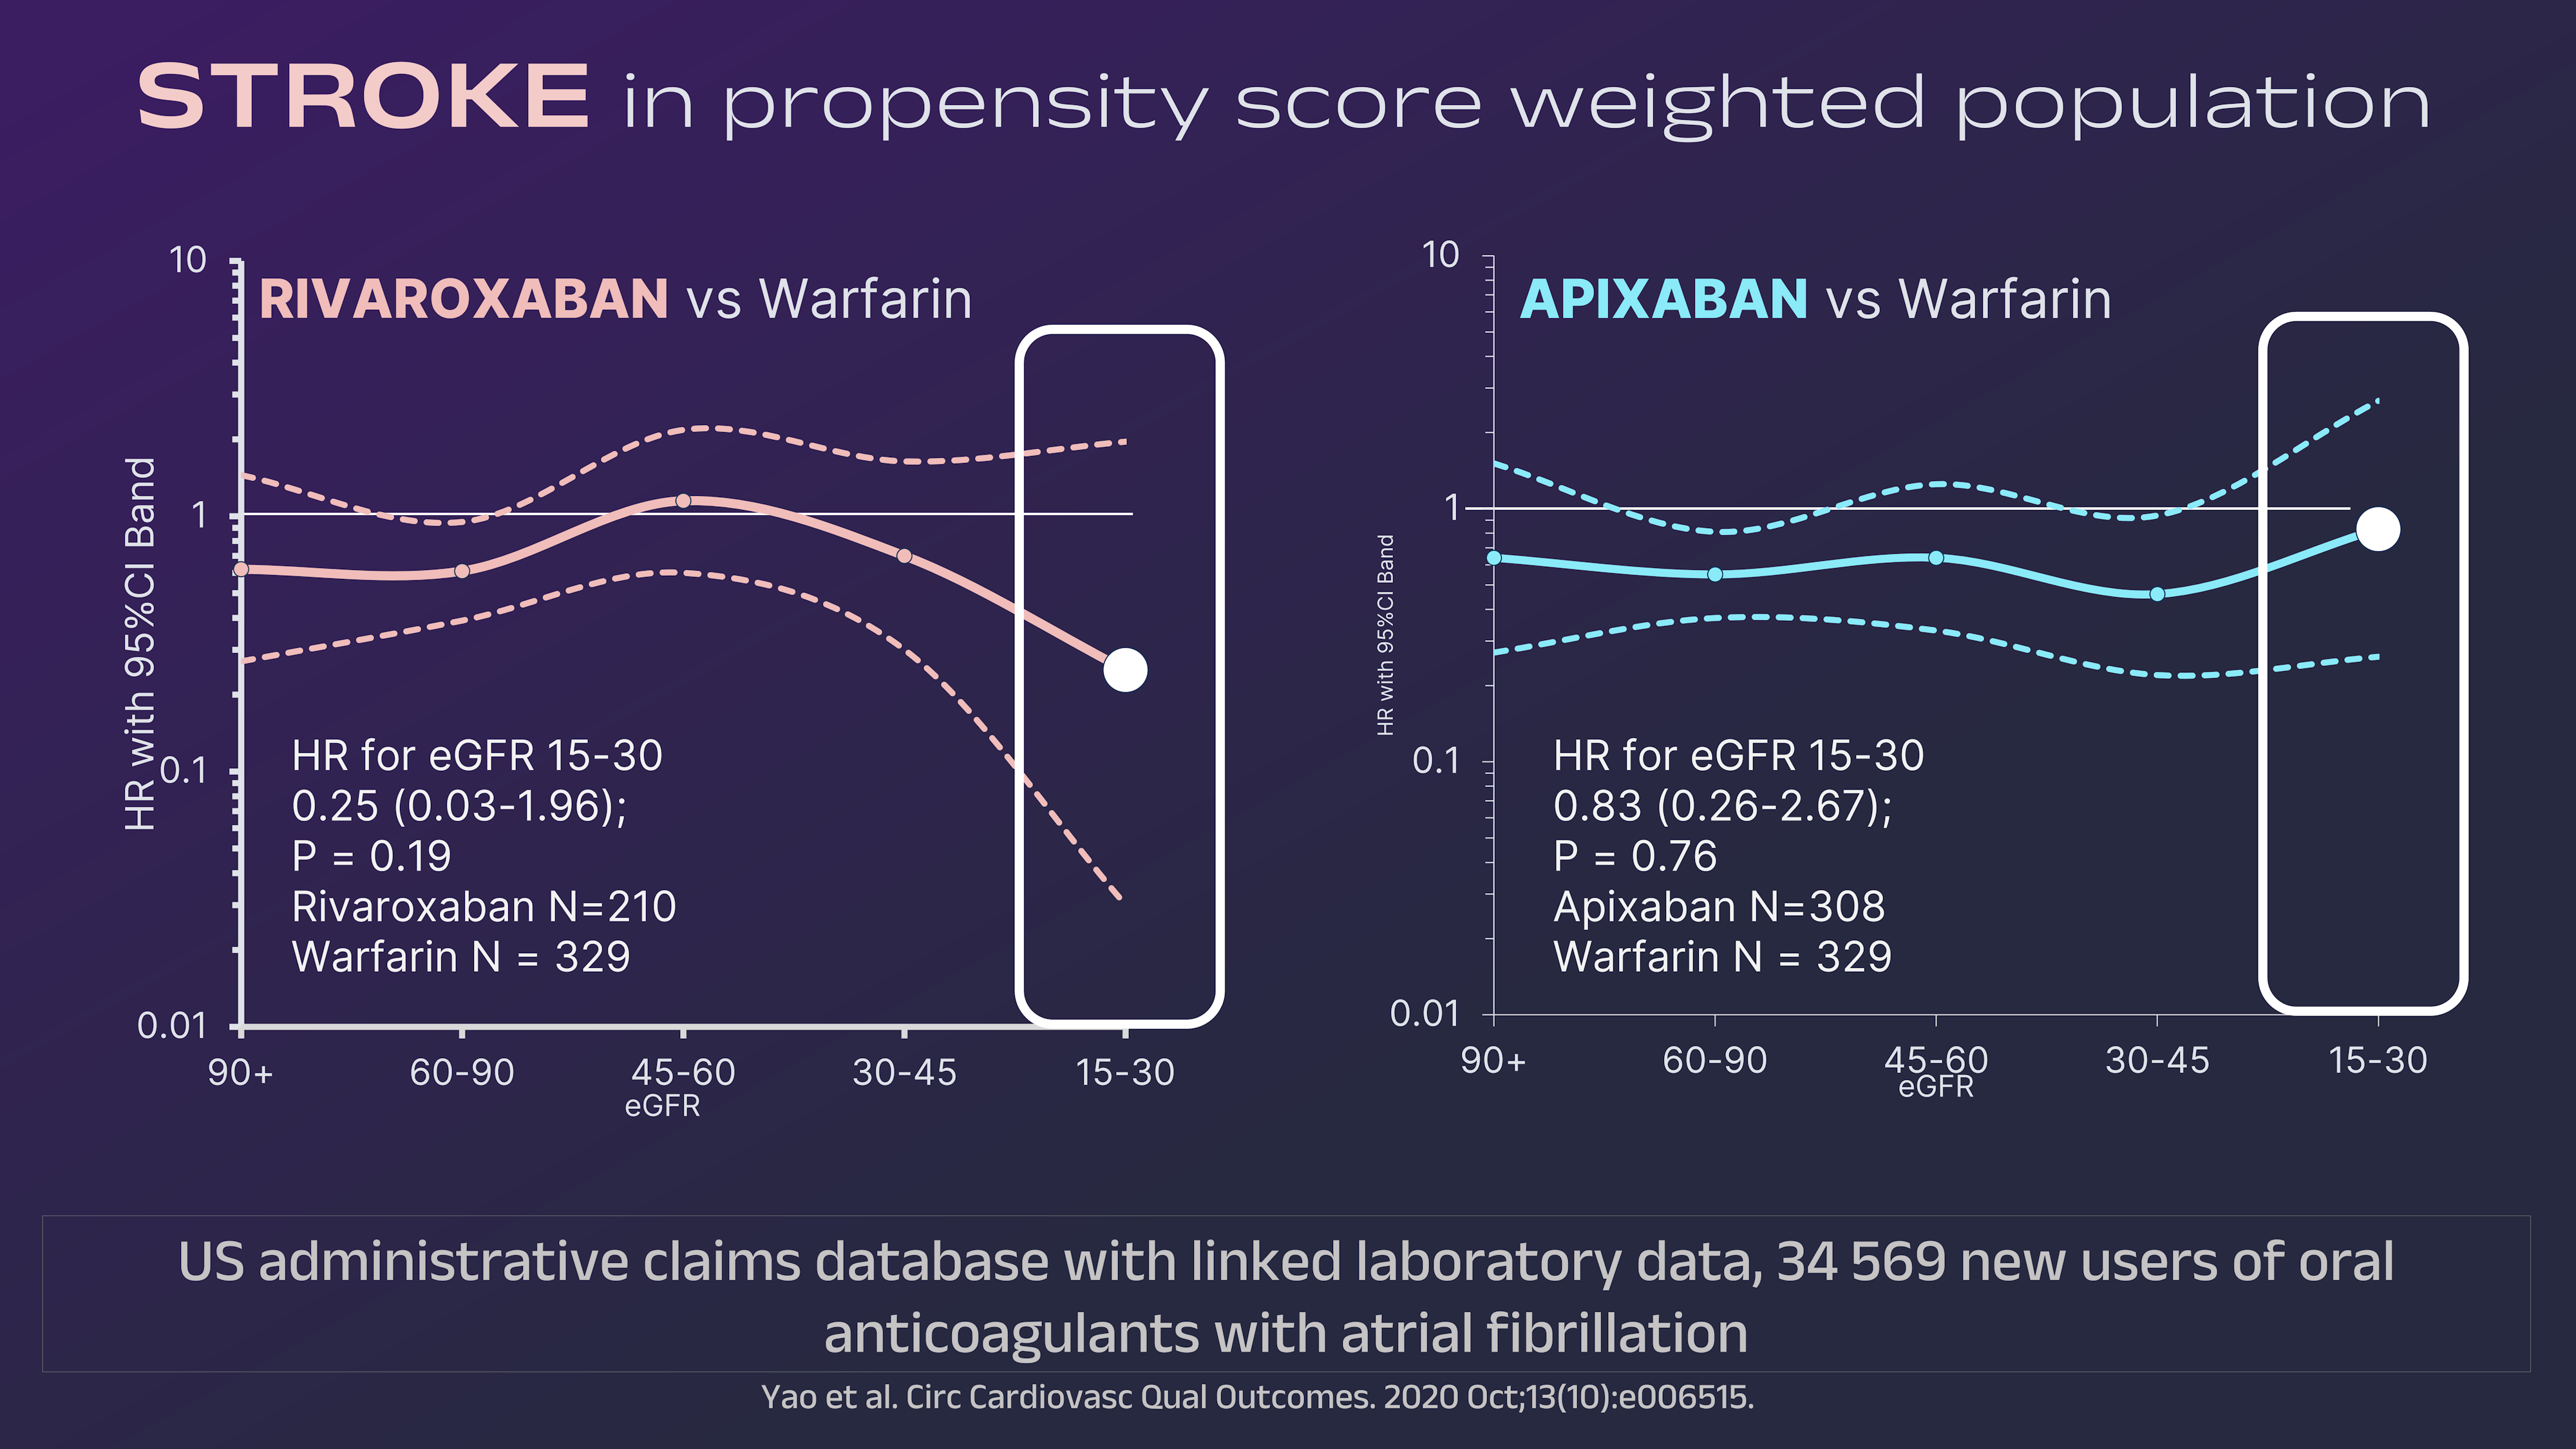 STROKE in propensity score weighted population
RIVAROXABAN vs Warfarin
HR with 95%CI Band
10
1
0.1
0.01
HR for eGFR 15-30
0.25 (0.03-1.96);
P = 0.19
Rivaroxaban N=210
Warfarin N = 329
90+ 60-90 45-60 30-45 15-30
eGFR
APIXABAN vs Warfarin
HR with 95%CI Band
10
1
0.1
0.01
HR for eGFR 15-30
0.83 (0.26-2.67);
P = 0.76
Apixaban N=308
Warfarin N = 329
90+ 60-90 45-60 30-45 15-30
eGFR
US administrative claims database with linked laboratory data, 34 569 new users of oral
anticoagulants with atrial fibrillation
Yao et al. Circ Cardiovasc Qual Outcomes. 2020 Oct;13(10):e006515.